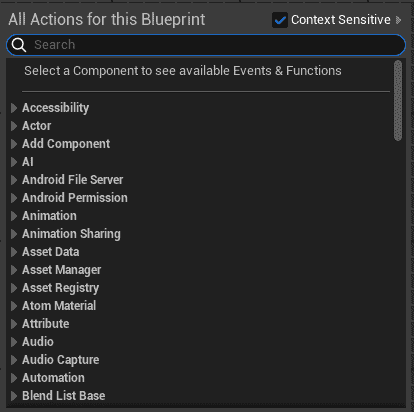 All Actions for this Blueprint
Context Sensitive
Search
Select a Component to see available Events & Functions
Accessibility
Actor
Add Component
AI
Android File Server
Android Permission
Animation
Animation Sharing
Asset Data
Asset Manager
Asset Registry
Atom Material
Attribute
Audio
Audio Capture
Automation
Blend List Base